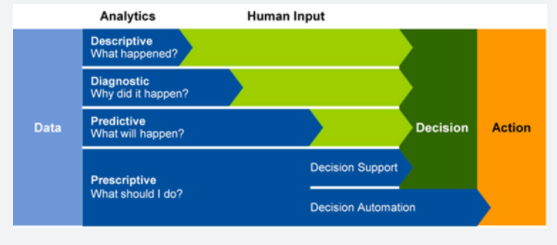 Analytics
Human Input
Descriptive
What happened?
Diagnostic
Why did it happen?
Predictive
What will happen?
Data
Decision
Action
Prescriptive
What should I do?
Decision Support
Decision Automation